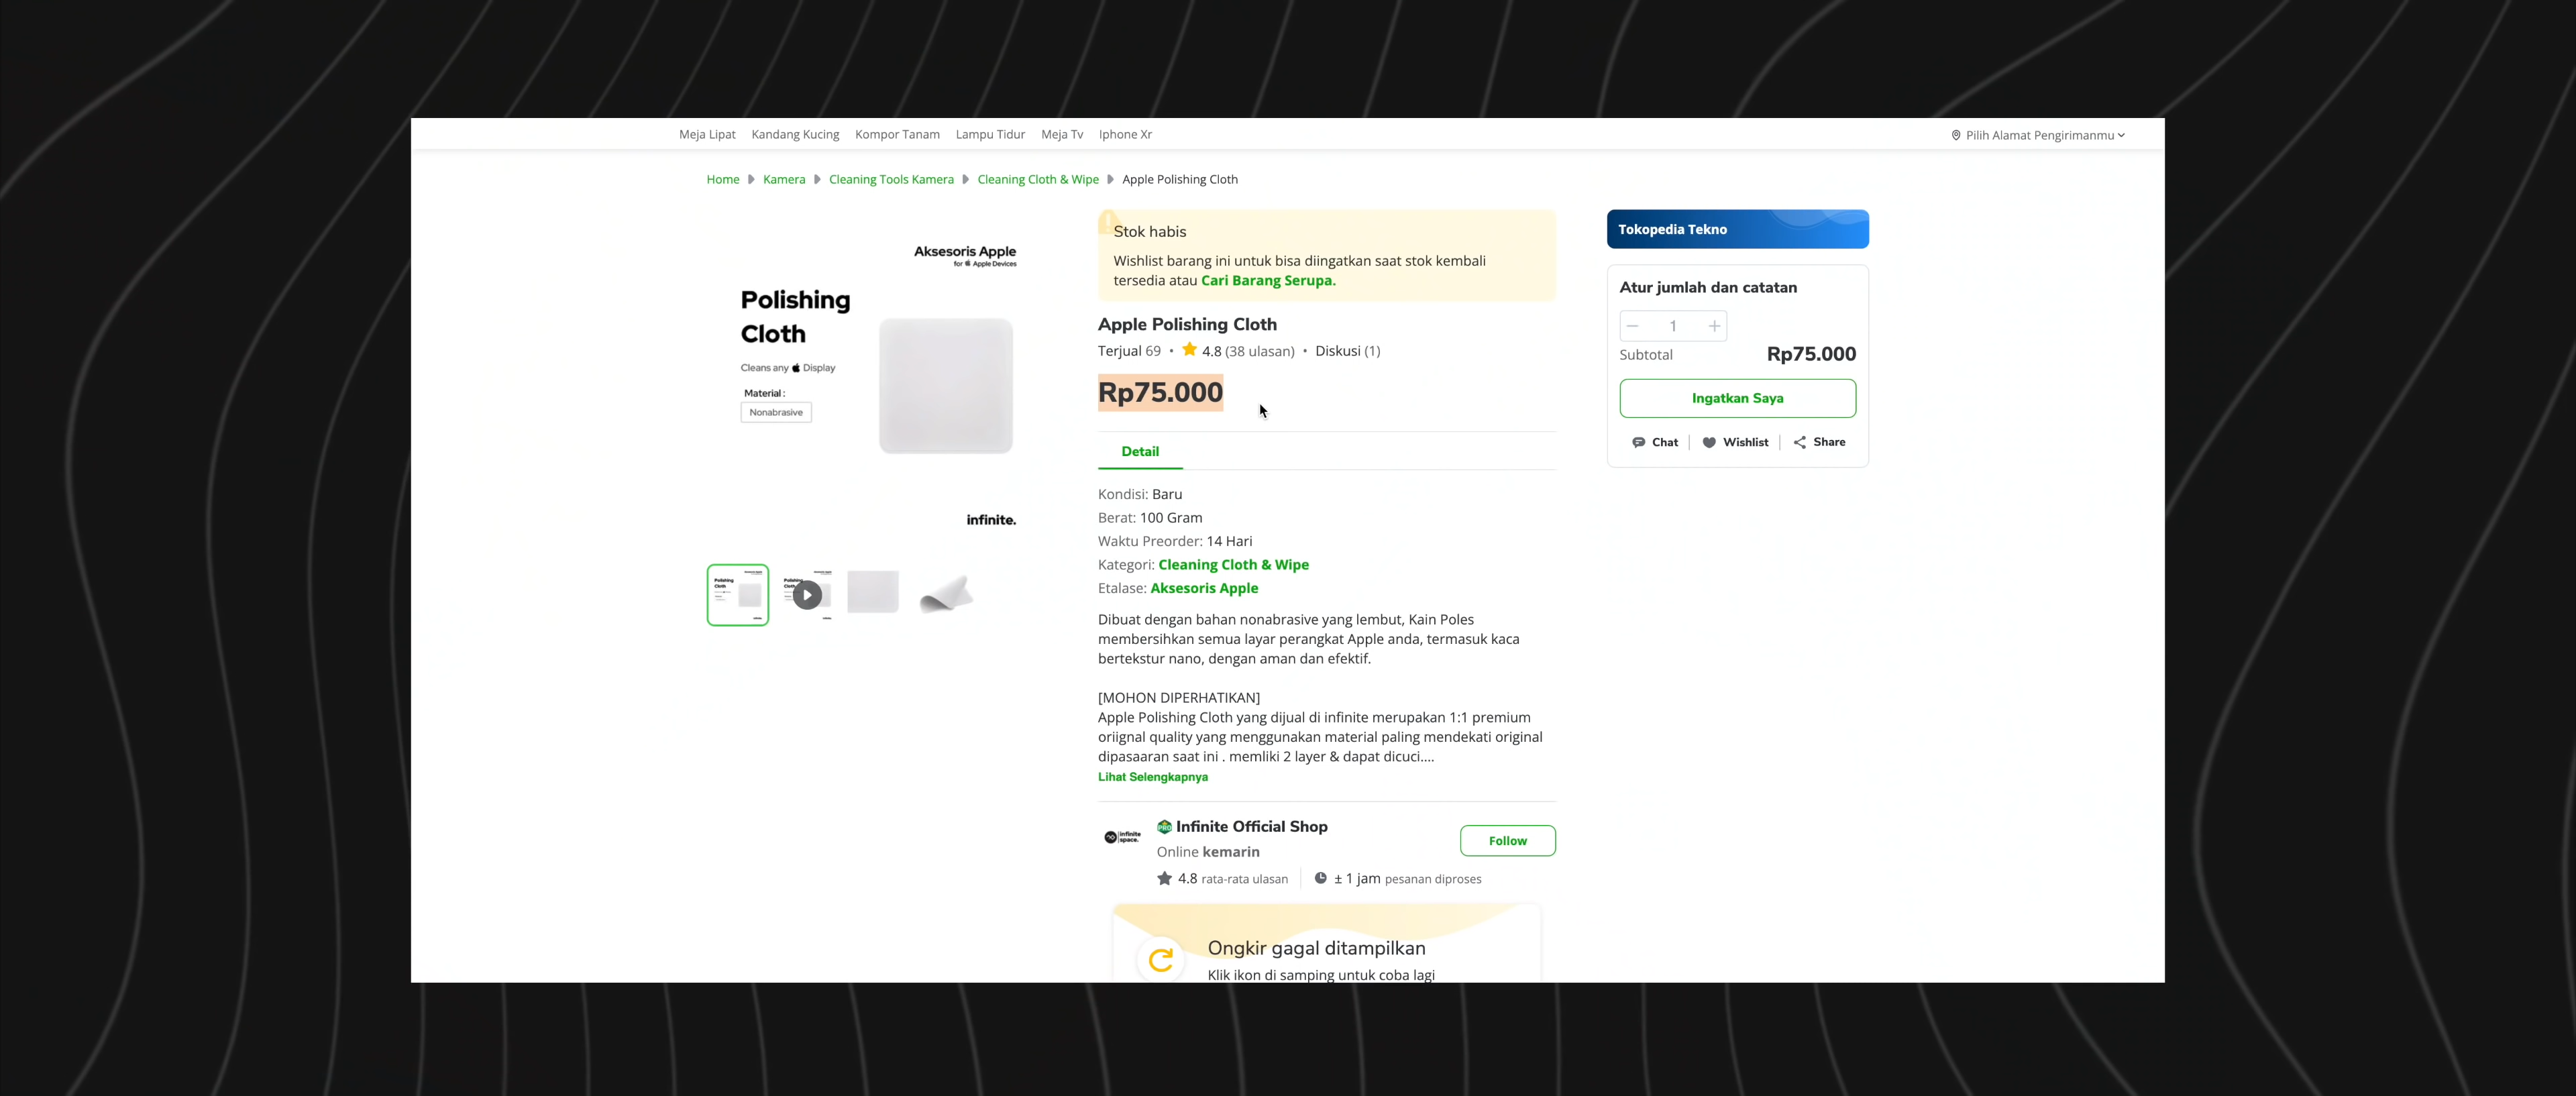 Meja Lipat Kandang Kucing Kompor Tanam Lampu Tidur Meja Tv Iphone Xr
Pilih Alamat Pengirimanmu
Home Kamera Cleaning Tools Kamera Cleaning Cloth & Wipe Apple Polishing Cloth
Aksesoris Apple
for Apple Devices
Polishing
Cloth
Cleans any Display
Material :
Nonabrasive
infinite.
Stok habis
Wishlist barang ini untuk bisa diingatkan saat stok kembali
tersedia atau Cari Barang Serupa.
Apple Polishing Cloth
Terjual 69 • 4.8 (38 ulasan) • Diskusi (1)
Rp75.000
Detail
Kondisi: Baru
Berat: 100 Gram
Waktu Preorder: 14 Hari
Kategori: Cleaning Cloth & Wipe
Etalase: Aksesoris Apple
Dibuat dengan bahan nonabrasive yang lembut, Kain Poles
membersihkan semua layar perangkat Apple anda, termasuk kaca
bertekstur nano, dengan aman dan efektif.
[MOHON DIPERHATIKAN]
Apple Polishing Cloth yang dijual di infinite merupakan 1:1 premium
oriignal quality yang menggunakan material paling mendekati original
dipasaaran saat ini . memliki 2 layer & dapat dicuci....
Lihat Selengkapnya
infinite
space.
PRO Infinite Official Shop
Online kemarin
4.8 rata-rata ulasan ± 1 jam pesanan diproses
Follow
Ongkir gagal ditampilkan
Klik ikon di samping untuk coba lagi
Tokopedia Tekno
Atur jumlah dan catatan
1
Subtotal Rp75.000
Ingatkan Saya
Chat Wishlist Share